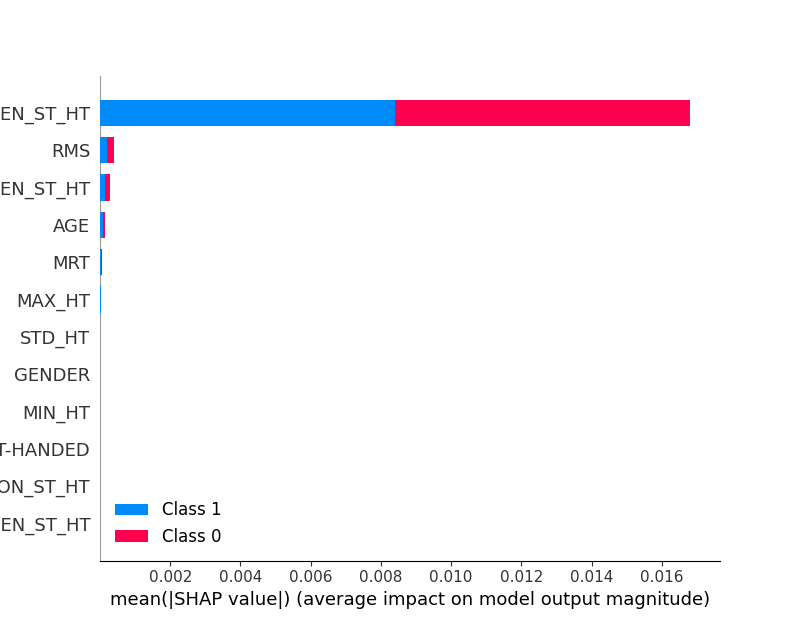 EN_ST_HT
RMS
EN_ST_HT
AGE
MRT
MAX_HT
STD_HT
GENDER
MIN_HT
T-HANDED
ON_ST_HT
EN_ST_HT
Class 1
Class 0
0.002 0.004 0.006 0.008 0.010 0.012 0.014 0.016
mean(|SHAP value|) (average impact on model output magnitude)